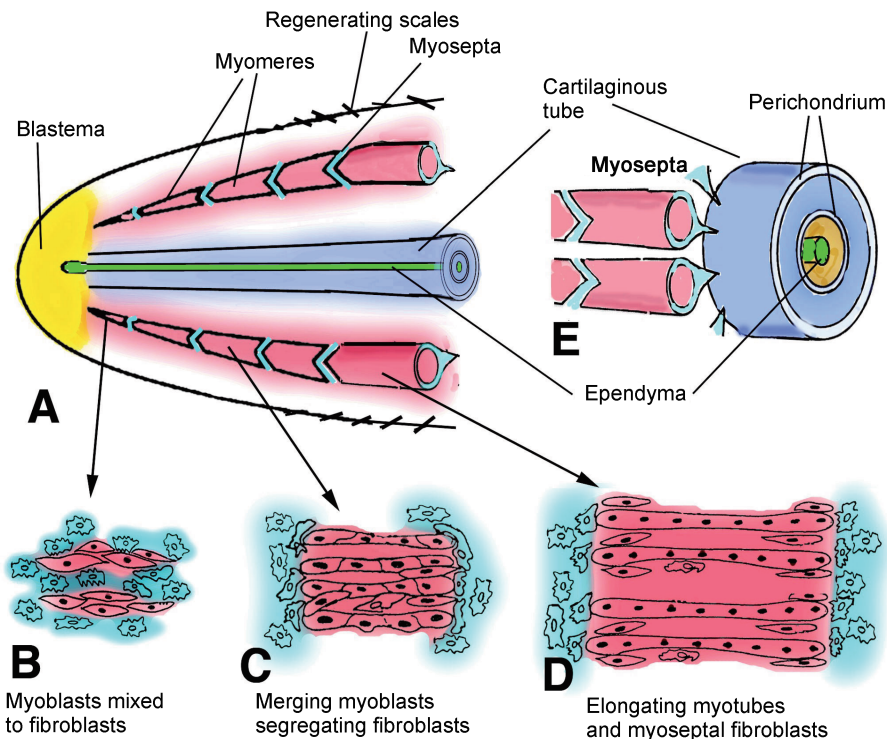 Regenerating scales
Myosepta
Myomeres
Blastema
Cartilaginous
tube
Perichondrium
Myosepta
A
E
Ependyma
B
Myoblasts mixed
to fibroblasts
C
Merging myoblasts
segregating fibroblasts
D
Elongating myotubes
and myoseptal fibroblasts